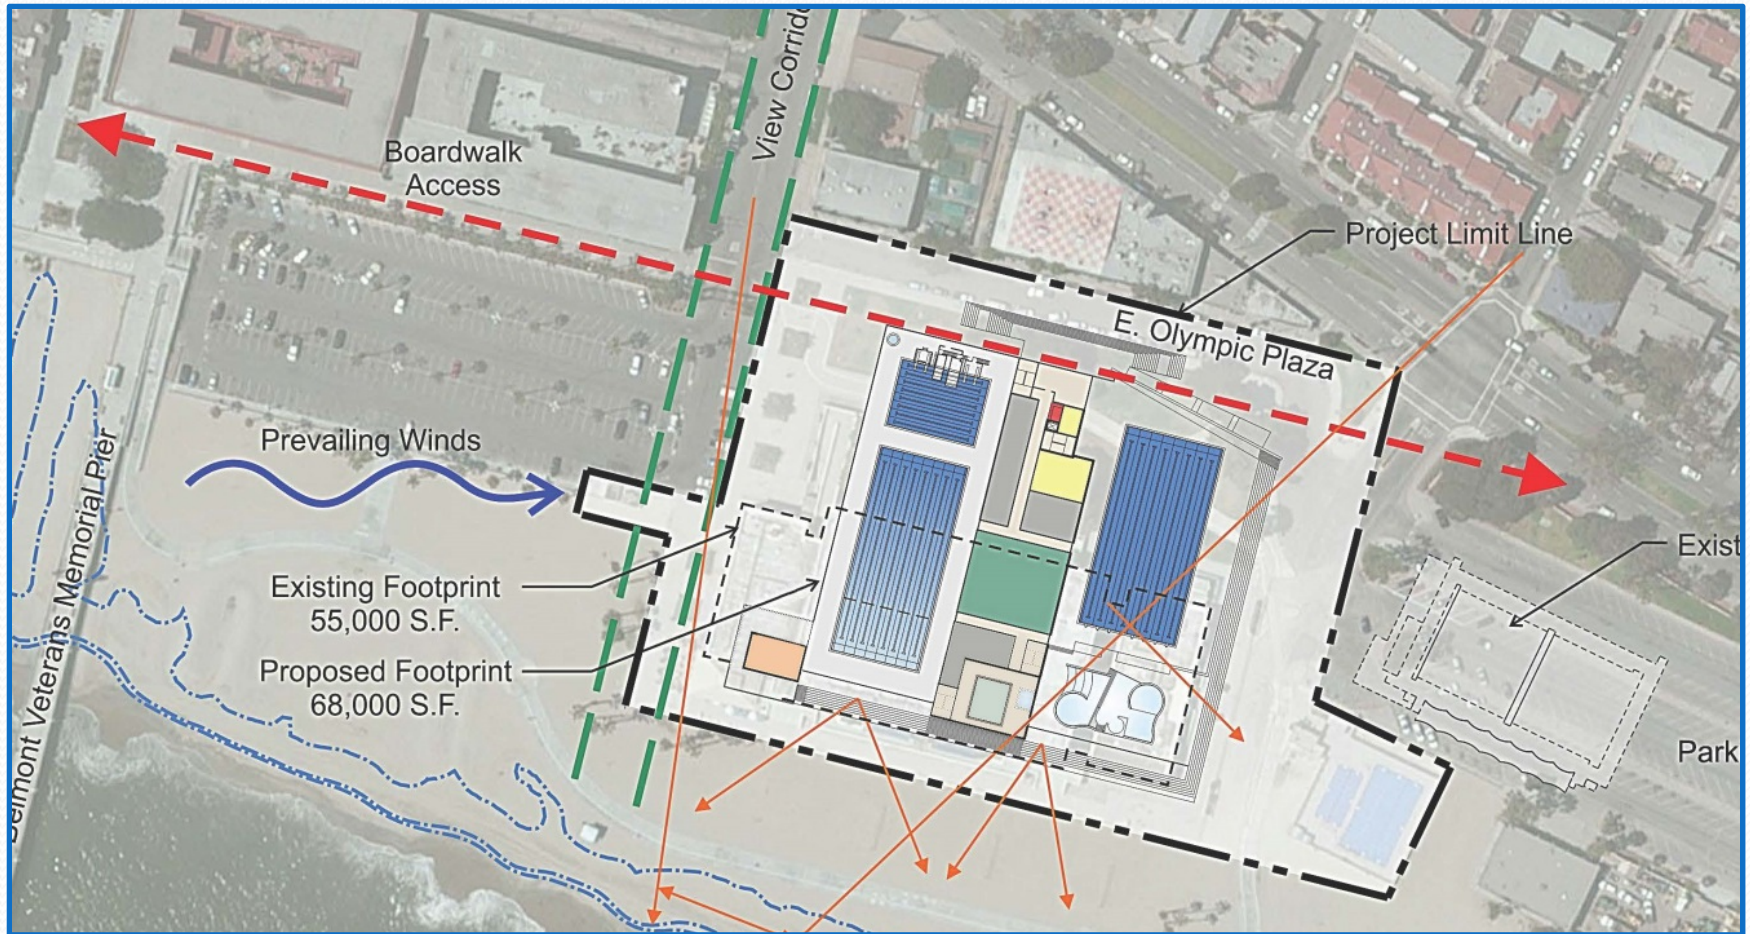 View Corrido
Boardwalk
Access
Project Limit Line
E. Olympic Plaza
Prevailing Winds
Belmont Veterans Memorial Pier
Existing Footprint
55,000 S.F.
Proposed Footprint
68,000 S.F.
Exist
Park